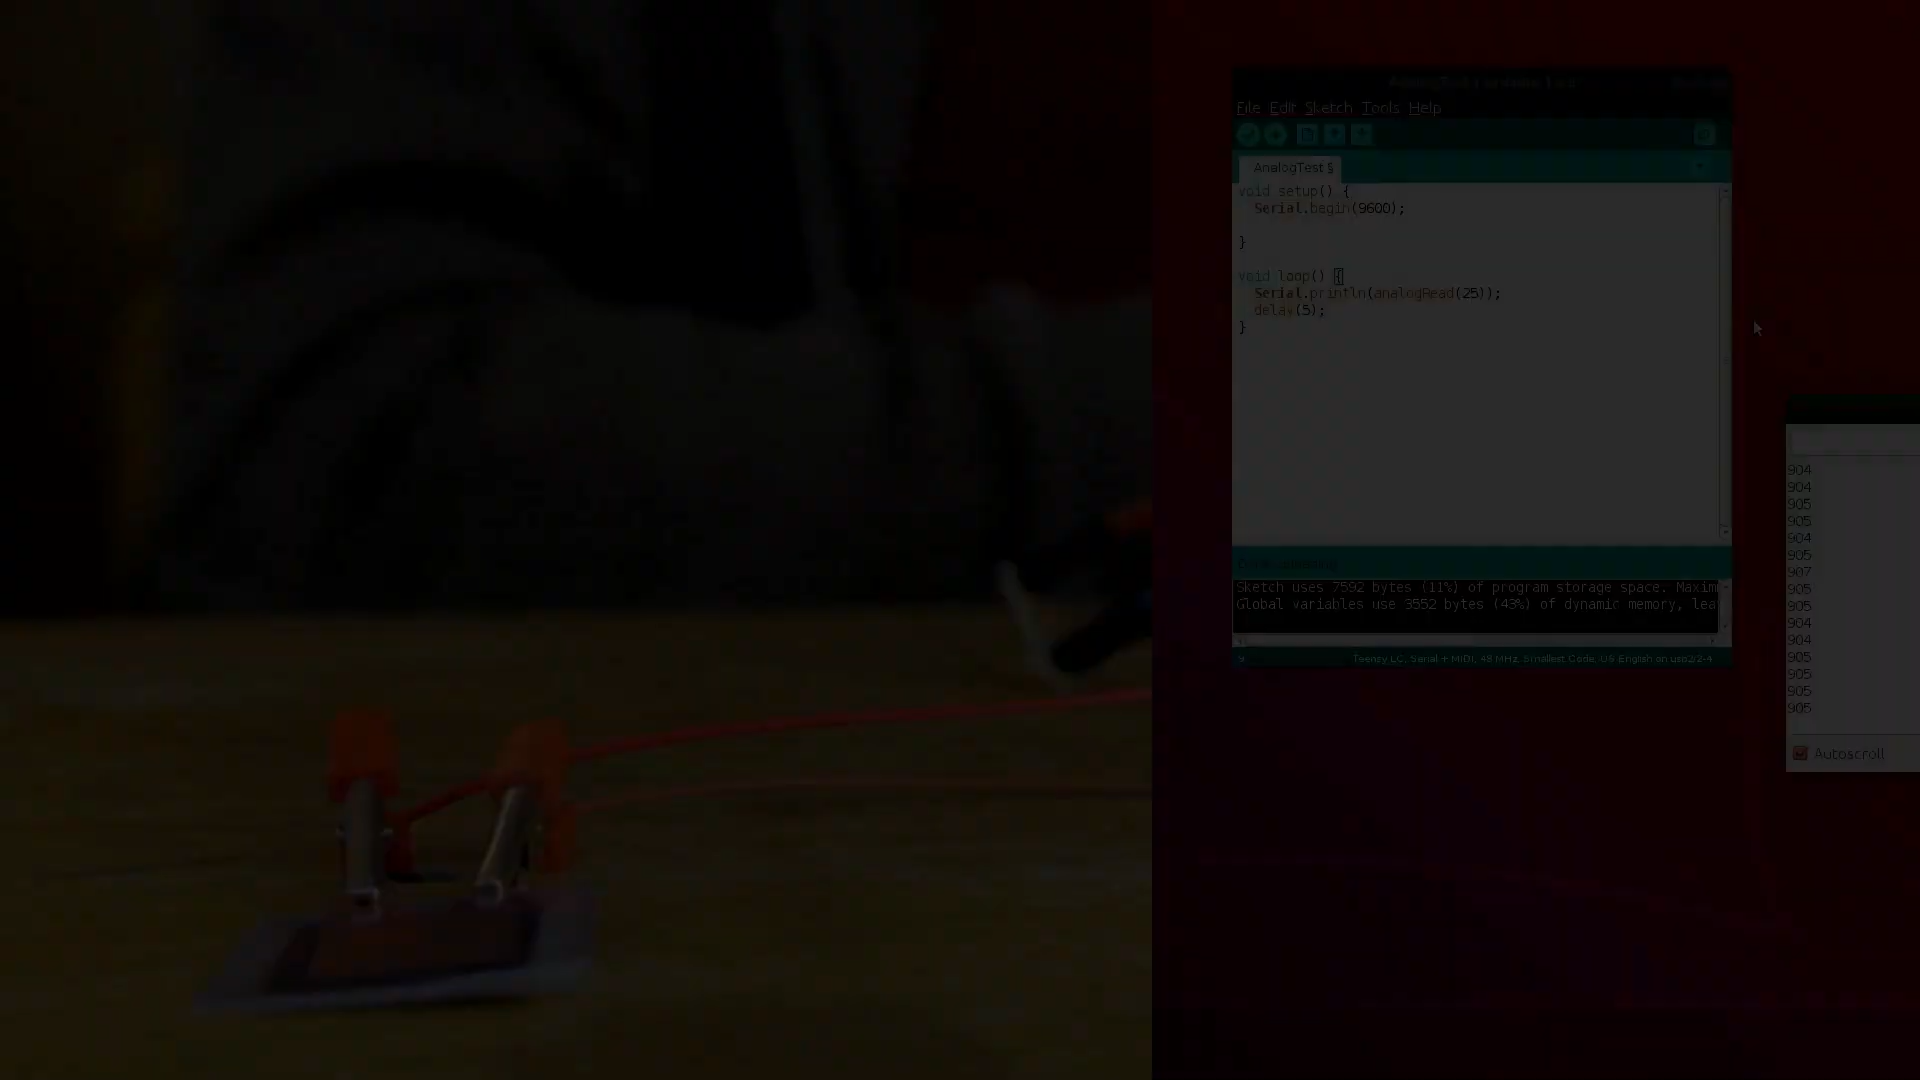 File Edit Sketch Tools Help
AnalogTest §
void setup() {
Serial.begin(9600);
}
void loop() {
Serial.println(analogRead(25));
delay(5);
}
Sketch uses 7592 bytes (11%) of program storage space. Maxim
Global variables use 3552 bytes (43%) of dynamic memory, lea
9 Teensy LC, Serial + MIDI, 48 MHz, Smallest Code, US English on usb2/2-4
904
904
905
905
904
905
907
905
905
904
904
905
905
905
905
Autoscroll